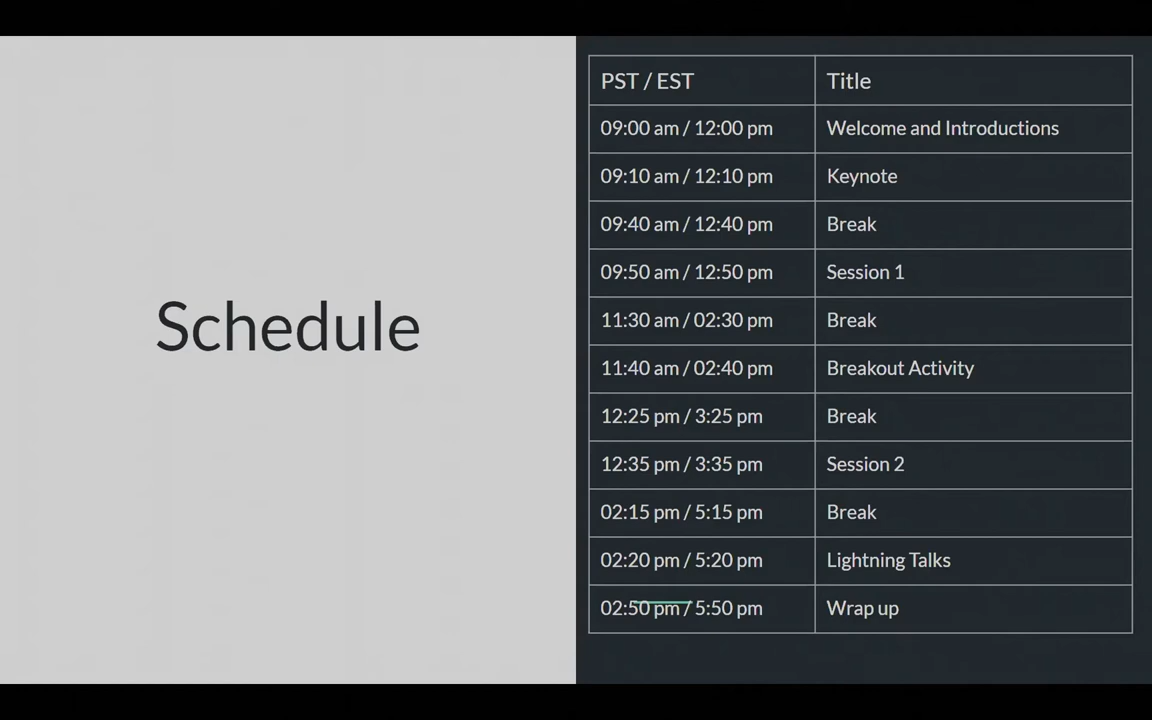 Schedule
PST / EST Title
09:00 am / 12:00 pm Welcome and Introductions
09:10 am / 12:10 pm Keynote
09:40 am / 12:40 pm Break
09:50 am / 12:50 pm Session 1
11:30 am / 02:30 pm Break
11:40 am / 02:40 pm Breakout Activity
12:25 pm / 3:25 pm Break
12:35 pm / 3:35 pm Session 2
02:15 pm / 5:15 pm Break
02:20 pm / 5:20 pm Lightning Talks
02:50 pm / 5:50 pm Wrap up